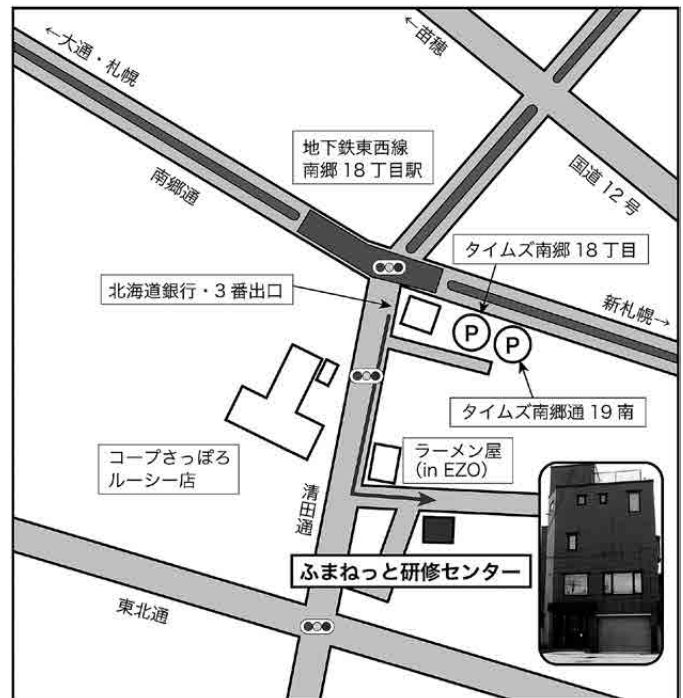 ←大通・札幌
←苗穂
地下鉄東西線
南郷18丁目駅
南郷通
国道12号
タイムズ南郷18丁目
北海道銀行・3番出口
新札幌→
P
P
タイムズ南郷通19南
コープさっぽろ
ルーシー店
ラーメン屋
(in EZO)
清田通
ふまねっと研修センター
東北通